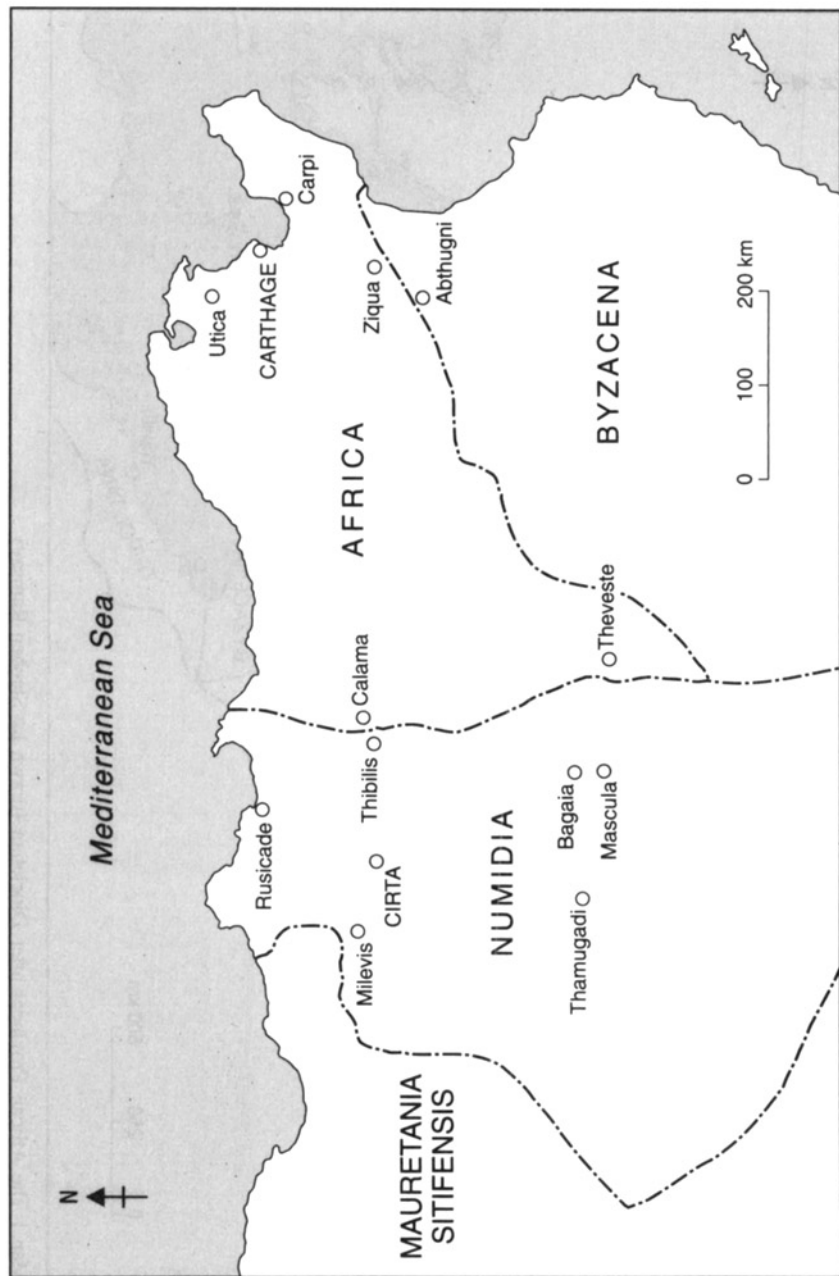 N
Mediterranean Sea
MAURETANIA
SITIFENSIS
NUMIDIA
AFRICA
BYZACENA
Rusicade
Milevis
CIRTA
Thibilis
Calama
Thamugadi
Bagaia
Mascula
Theveste
Utica
CARTHAGE
Carpi
Ziqua
Abthugni
0 100 200 km